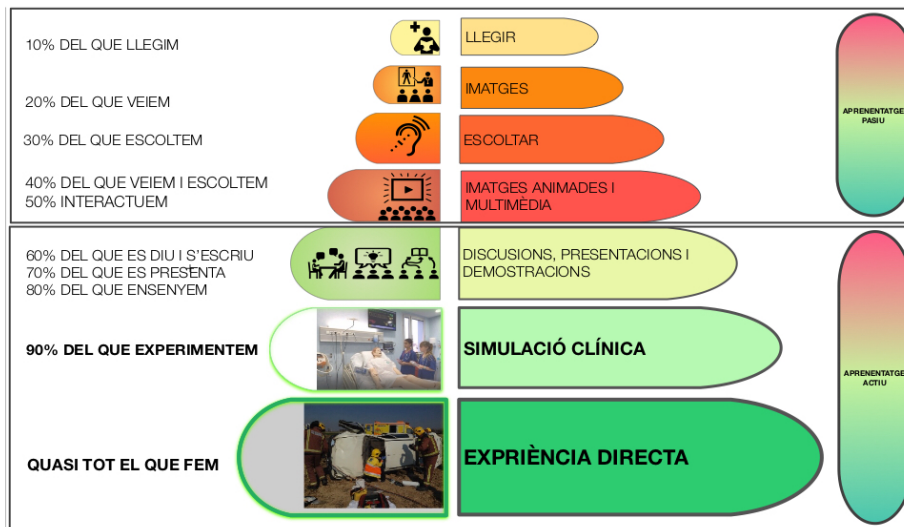 10% DEL QUE LLEGIM
LLEGIR
20% DEL QUE VEIEM
IMATGES
30% DEL QUE ESCOLTEM
ESCOLTAR
40% DEL QUE VEIEM I ESCOLTEM
50% INTERACTUEM
IMATGES ANIMADES I
MULTIMÈDIA
APRENENTATGE
PASIU
60% DEL QUE ES DIU I S'ESCRIU
70% DEL QUE ES PRESENTA
80% DEL QUE ENSENYEM
DISCUSIONS, PRESENTACIONS I
DEMOSTRACIONS
90% DEL QUE EXPERIMENTEM
SIMULACIÓ CLÍNICA
QUASI TOT EL QUE FEM
EXPRIÈNCIA DIRECTA
APRENENTATGE
ACTIU